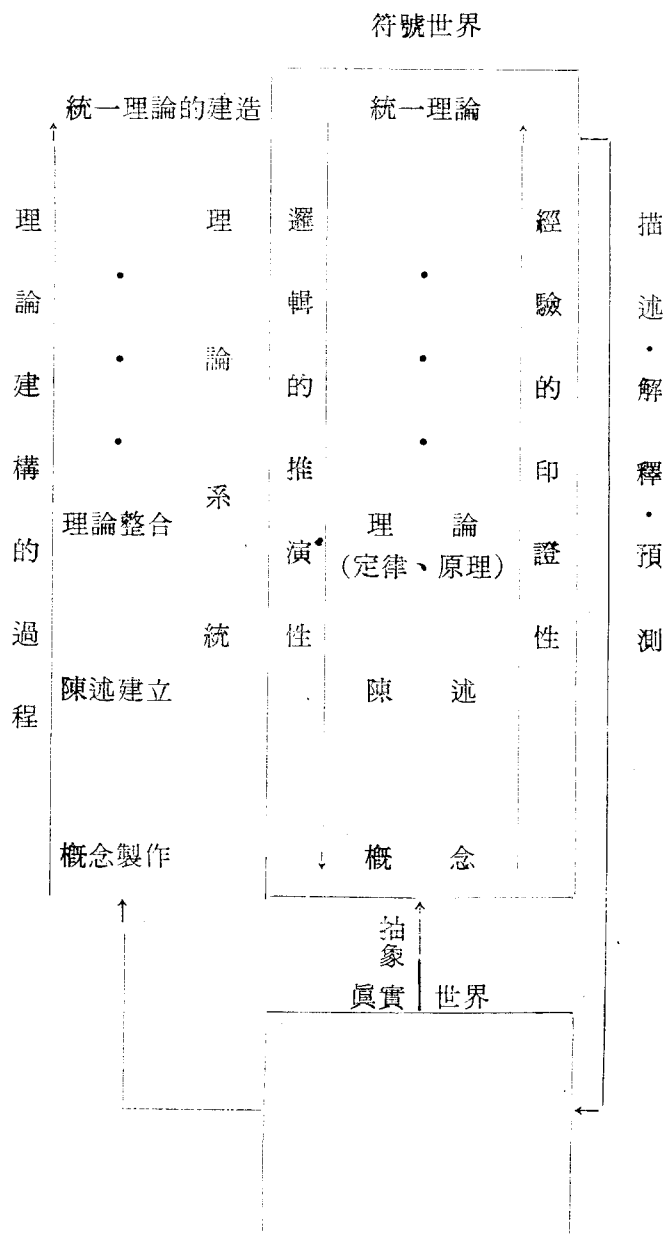 符號世界
統一理論的建造
統一理論
理論建構的過程
理論系統
邏輯的推演性
經驗的印證性
描述·解釋·預測
理論整合
理論
(定律、原理)
陳述建立
陳述
概念製作
概念
抽象
眞實世界